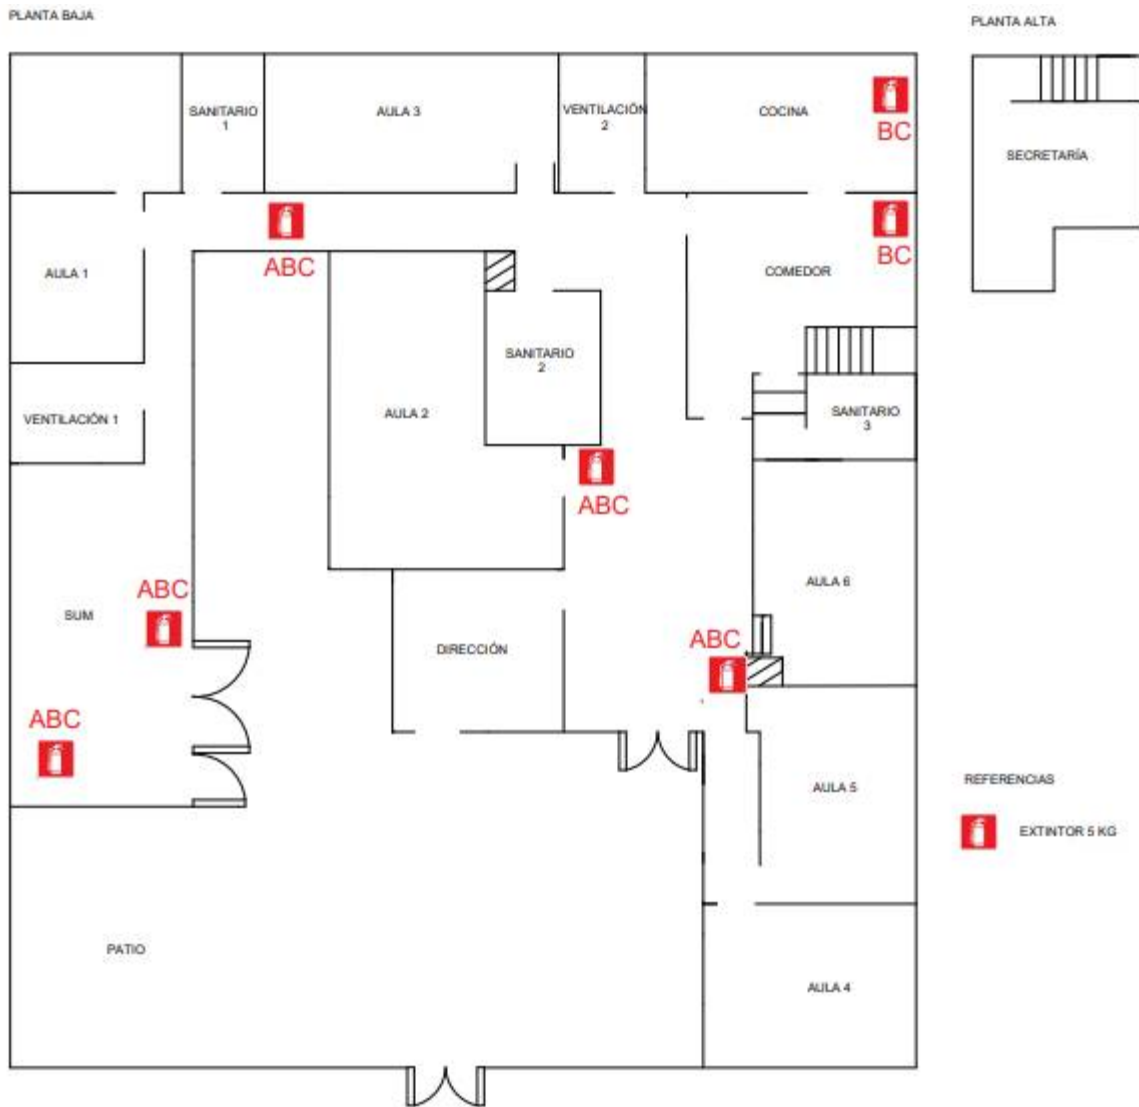 PLANTA BAJA
PLANTA ALTA
SANITARIO
1
AULA 3
VENTILACIÓN
2
COCINA
BC
SECRETARÍA
ABC
BC
AULA 1
COMEDOR
SANITARIO
2
AULA 2
VENTILACIÓN 1
SANITARIO
3
ABC
AULA 6
ABC
SUM
DIRECCIÓN
ABC
ABC
AULA 5
REFERENCIAS
EXTINTOR 5 KG
PATIO
AULA 4